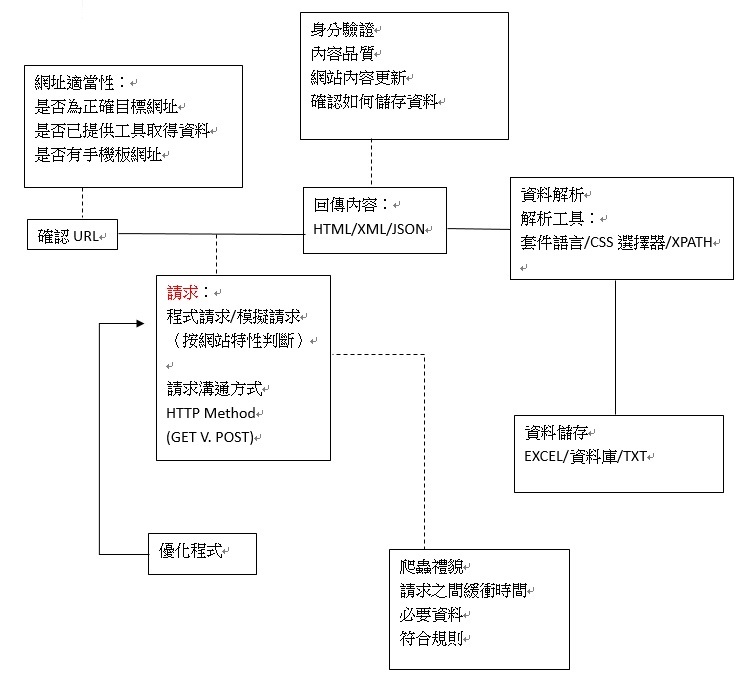 身分驗證
內容品質
網站內容更新
確認如何儲存資料
網址適當性：
是否為正確目標網址
是否已提供工具取得資料
是否有手機板網址
確認 URL
回傳內容：
HTML/XML/JSON
資料解析
解析工具：
套件語言/CSS 選擇器/XPATH
請求：
程式請求/模擬請求
（按網站特性判斷）
請求溝通方式
HTTP Method
(GET V. POST)
資料儲存
EXCEL/資料庫/TXT
優化程式
爬蟲禮貌
請求之間緩衝時間
必要資料
符合規則